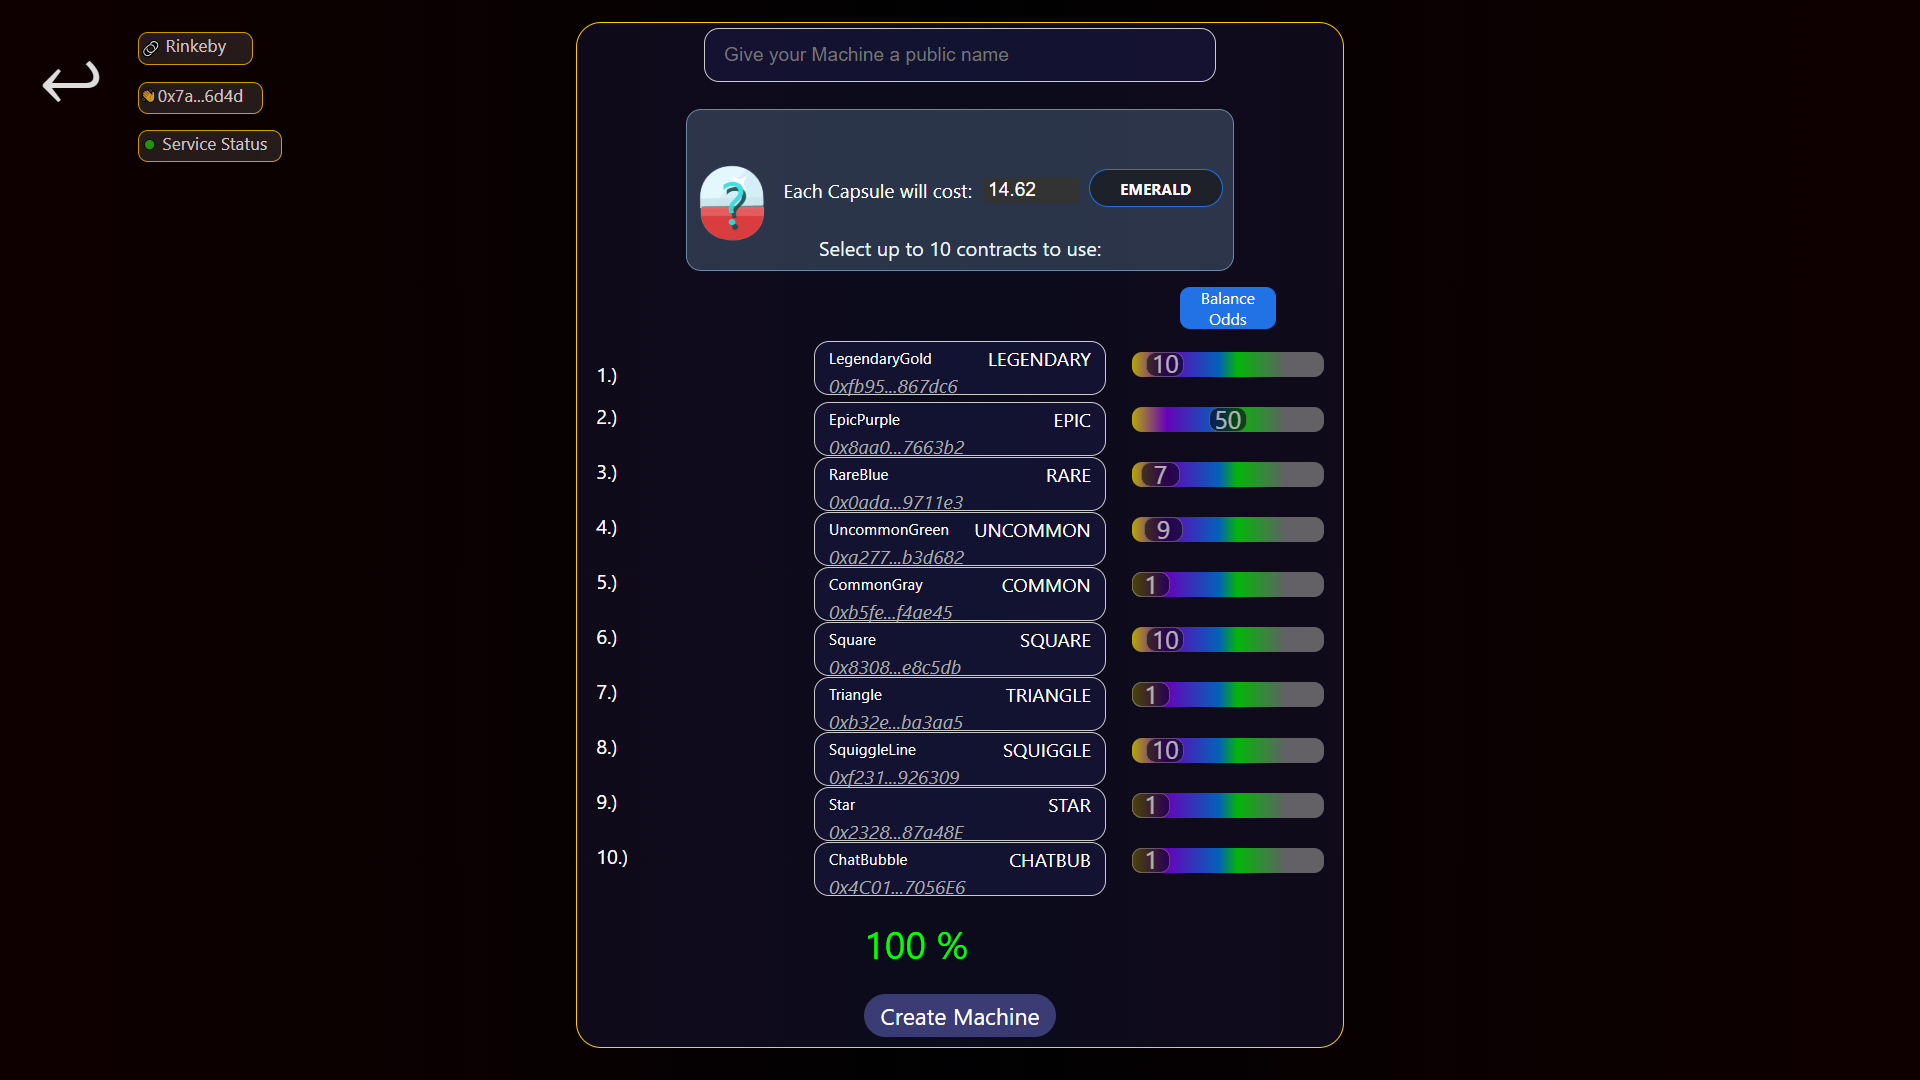 Rinkeby
0x7a...6d4d
Service Status
Give your Machine a public name
Each Capsule will cost: 14.62 EMERALD
Select up to 10 contracts to use:
Balance
Odds
1.) LegendaryGold LEGENDARY 10
0xfb95...867dc6
2.) EpicPurple EPIC 50
0x8aa0...7663b2
3.) RareBlue RARE 7
0x0ada...9711e3
4.) UncommonGreen UNCOMMON 9
0xa277...b3d682
5.) CommonGray COMMON 1
0xb5fe...f4ae45
6.) Square SQUARE 10
0x8308...e8c5db
7.) Triangle TRIANGLE 1
0xb32e...ba3aa5
8.) SquiggleLine SQUIGGLE 10
0xf231...926309
9.) Star STAR 1
0x2328...87a48E
10.) ChatBubble CHATBUB 1
0x4C01...7056E6
100 %
Create Machine